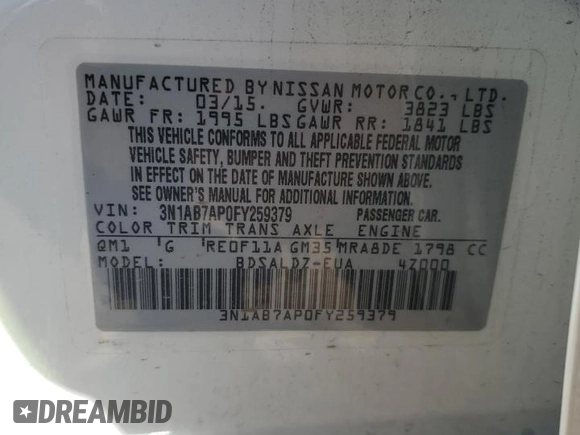 MANUFACTURED BY NISSAN MOTOR CO., LTD.
DATE: 03/15. GVWR: 3823 LBS
GAWR FR: 1995 LBS GAWR RR: 1841 LBS
THIS VEHICLE CONFORMS TO ALL APPLICABLE FEDERAL MOTOR
VEHICLE SAFETY, BUMPER AND THEFT PREVENTION STANDARDS
IN EFFECT ON THE DATE OF MANUFACTURE SHOWN ABOVE.
SEE OWNER'S MANUAL FOR ADDITIONAL INFORMATION.
VIN: 3N1AB7AP0FY259379 PASSENGER CAR.
COLOR TRIM TRANS AXLE ENGINE
QM1 G RE0F11A GM35 MRA8DE 1798 CC
MODEL: BDSALDZ-EUA 4Z000
3N1AB7AP0FY259379
DREAMBID